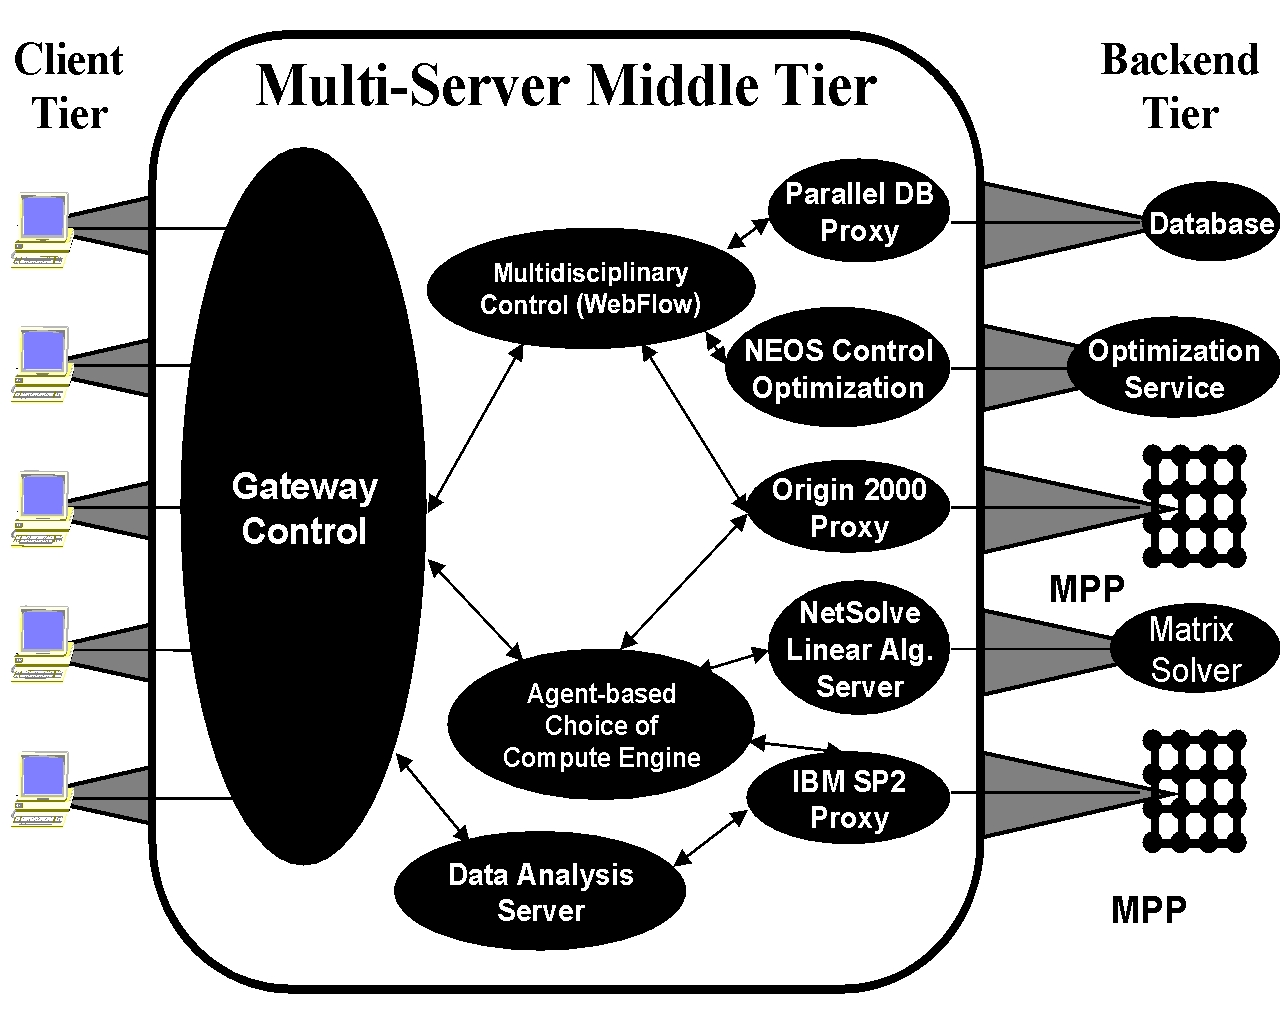 Client
Tier
Multi-Server Middle Tier
Backend
Tier
Gateway
Control
Multidisciplinary
Control (WebFlow)
Parallel DB
Proxy
Database
NEOS Control
Optimization
Optimization
Service
Origin 2000
Proxy
MPP
NetSolve
Linear Alg.
Server
Matrix
Solver
Agent-based
Choice of
Compute Engine
IBM SP2
Proxy
MPP
Data Analysis
Server